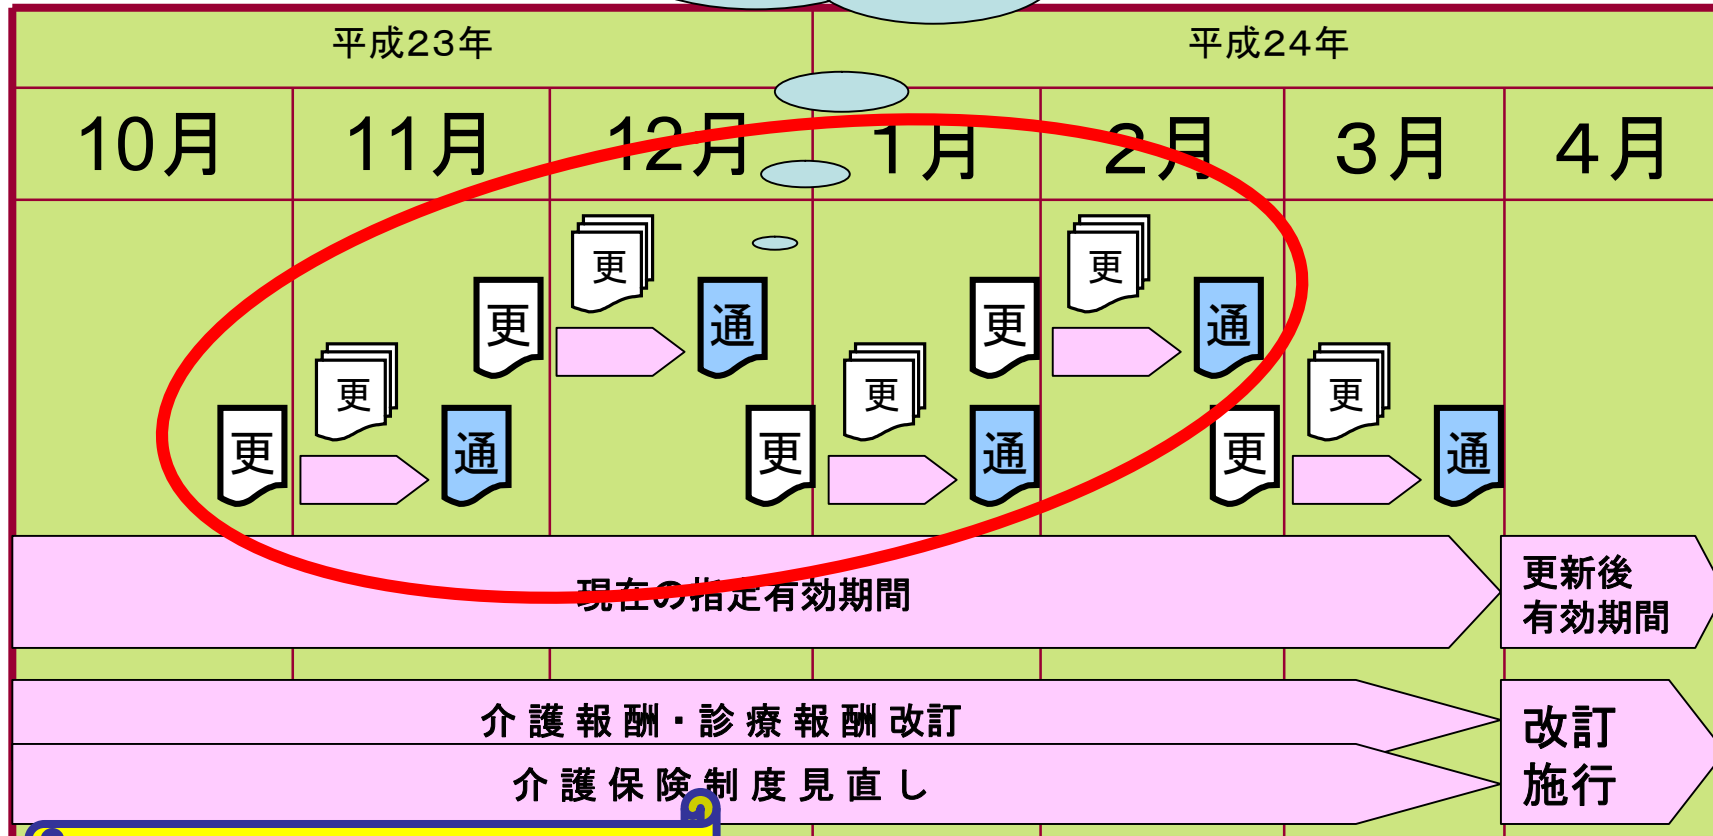 平成23年
平成24年
10月
11月
12月
1月
2月
3月
4月
更
更
通
更
更
通
更
更
通
更
更
通
更
更
通
現在の指定有効期間
更新後
有効期間
介護報酬・診療報酬改訂
介護保険制度見直し
改訂
施行